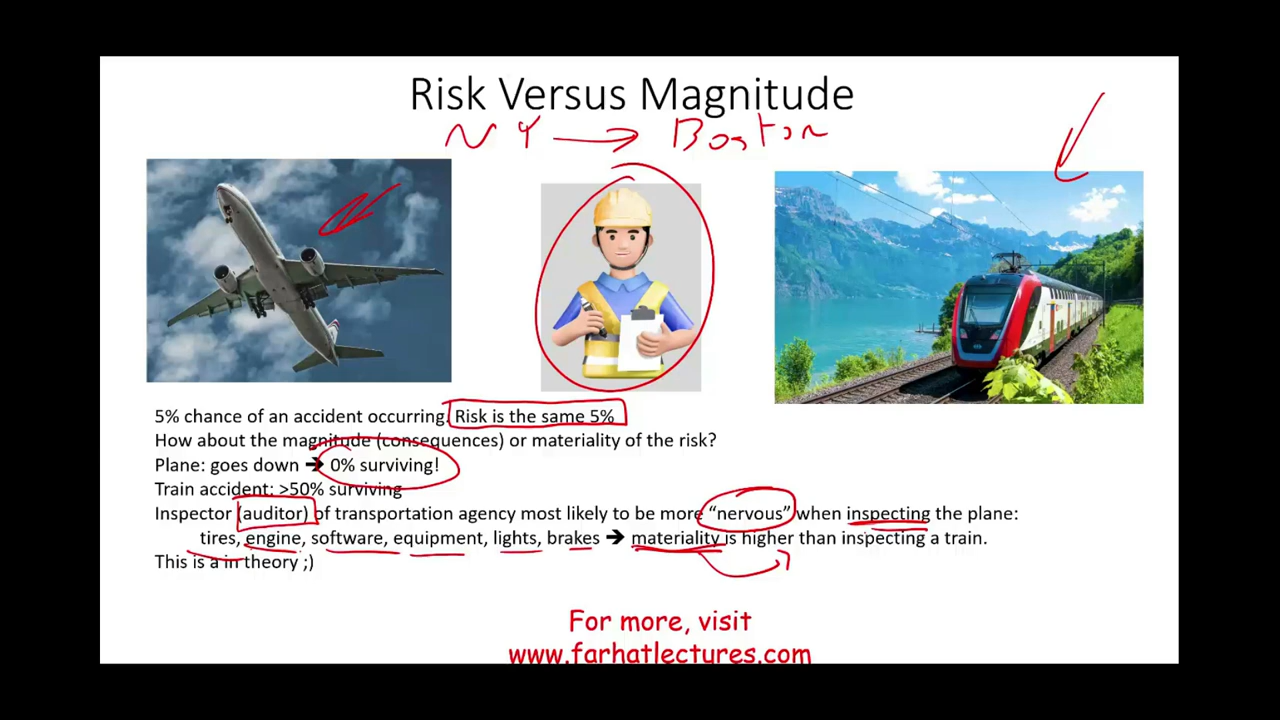 Risk Versus Magnitude
NY → Boston
5% chance of an accident occurring. Risk is the same 5%
How about the magnitude (consequences) or materiality of the risk?
Plane: goes down ➔ 0% surviving!
Train accident: >50% surviving
Inspector (auditor) of transportation agency most likely to be more “nervous” when inspecting the plane:
tires, engine, software, equipment, lights, brakes ➔ materiality is higher than inspecting a train.
This is a in theory ;)
For more, visit
www.farhatlectures.com